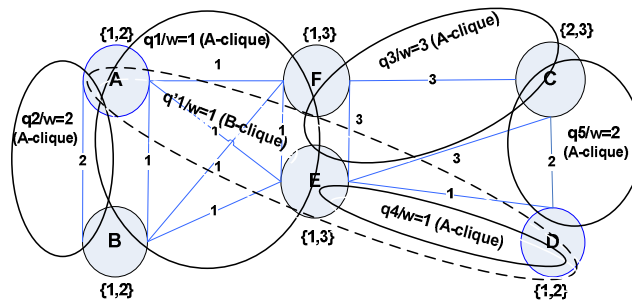 {1,2}
q1/w=1 (A-clique)
{1,3}
q3/w=3 (A-clique)
{2,3}
A
1
F
3
C
q2/w=2
(A-clique)
q'1/w=1 (B-clique)
1
3
q5/w=2
(A-clique)
2
1
1
1
3
2
E
1
1
B
{1,3}
q4/w=1 (A-clique)
D
{1,2}
{1,2}